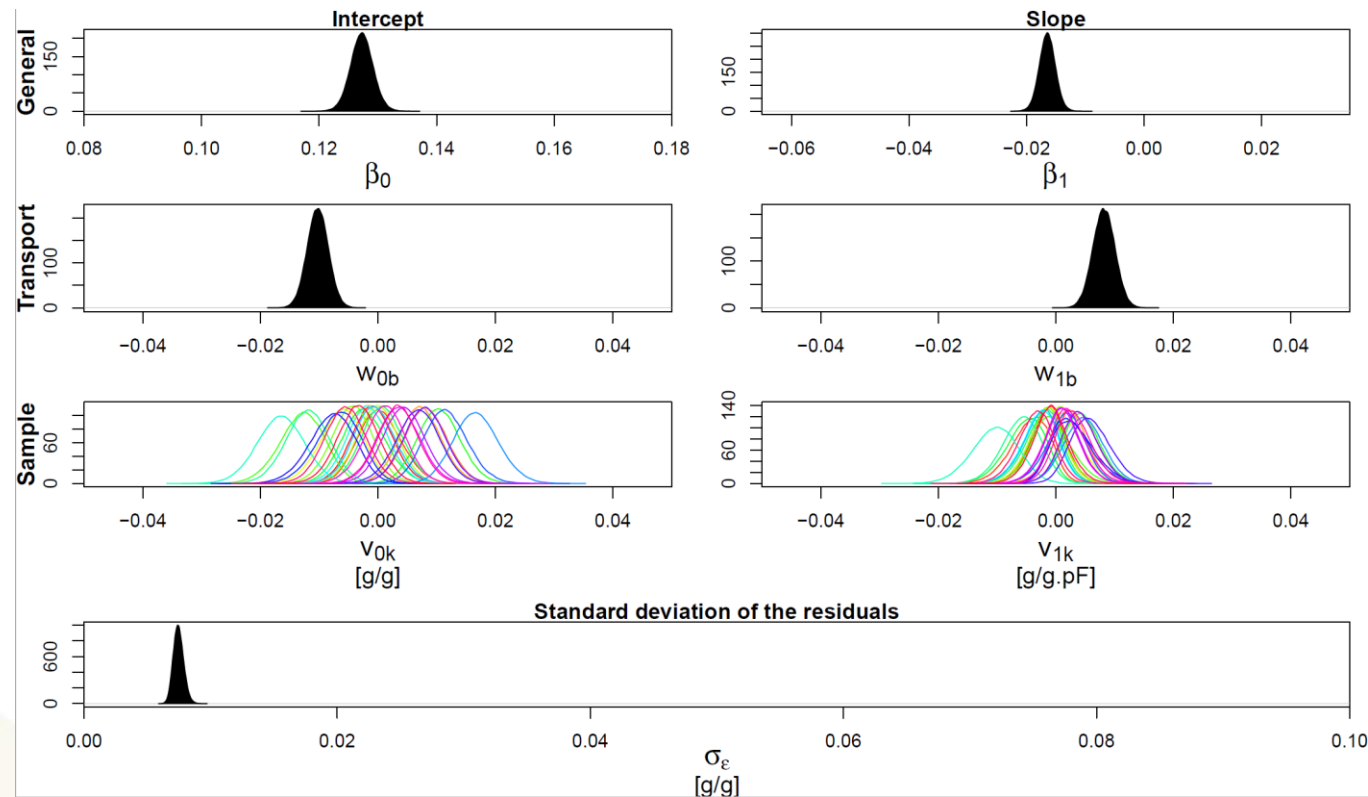 Intercept
Slope
General
150
0
150
0
0.08 0.10 0.12 0.14 0.16 0.18
−0.06 −0.04 −0.02 0.00 0.02
β0
β1
Transport
100
0
100
0
−0.04 −0.02 0.00 0.02 0.04
−0.04 −0.02 0.00 0.02 0.04
w0b
w1b
Sample
60
0
140
60
0
−0.04 −0.02 0.00 0.02 0.04
−0.04 −0.02 0.00 0.02 0.04
v0k
v1k
[g/g]
[g/g.pF]
Standard deviation of the residuals
600
0
0.00 0.02 0.04 0.06 0.08 0.10
σε
[g/g]